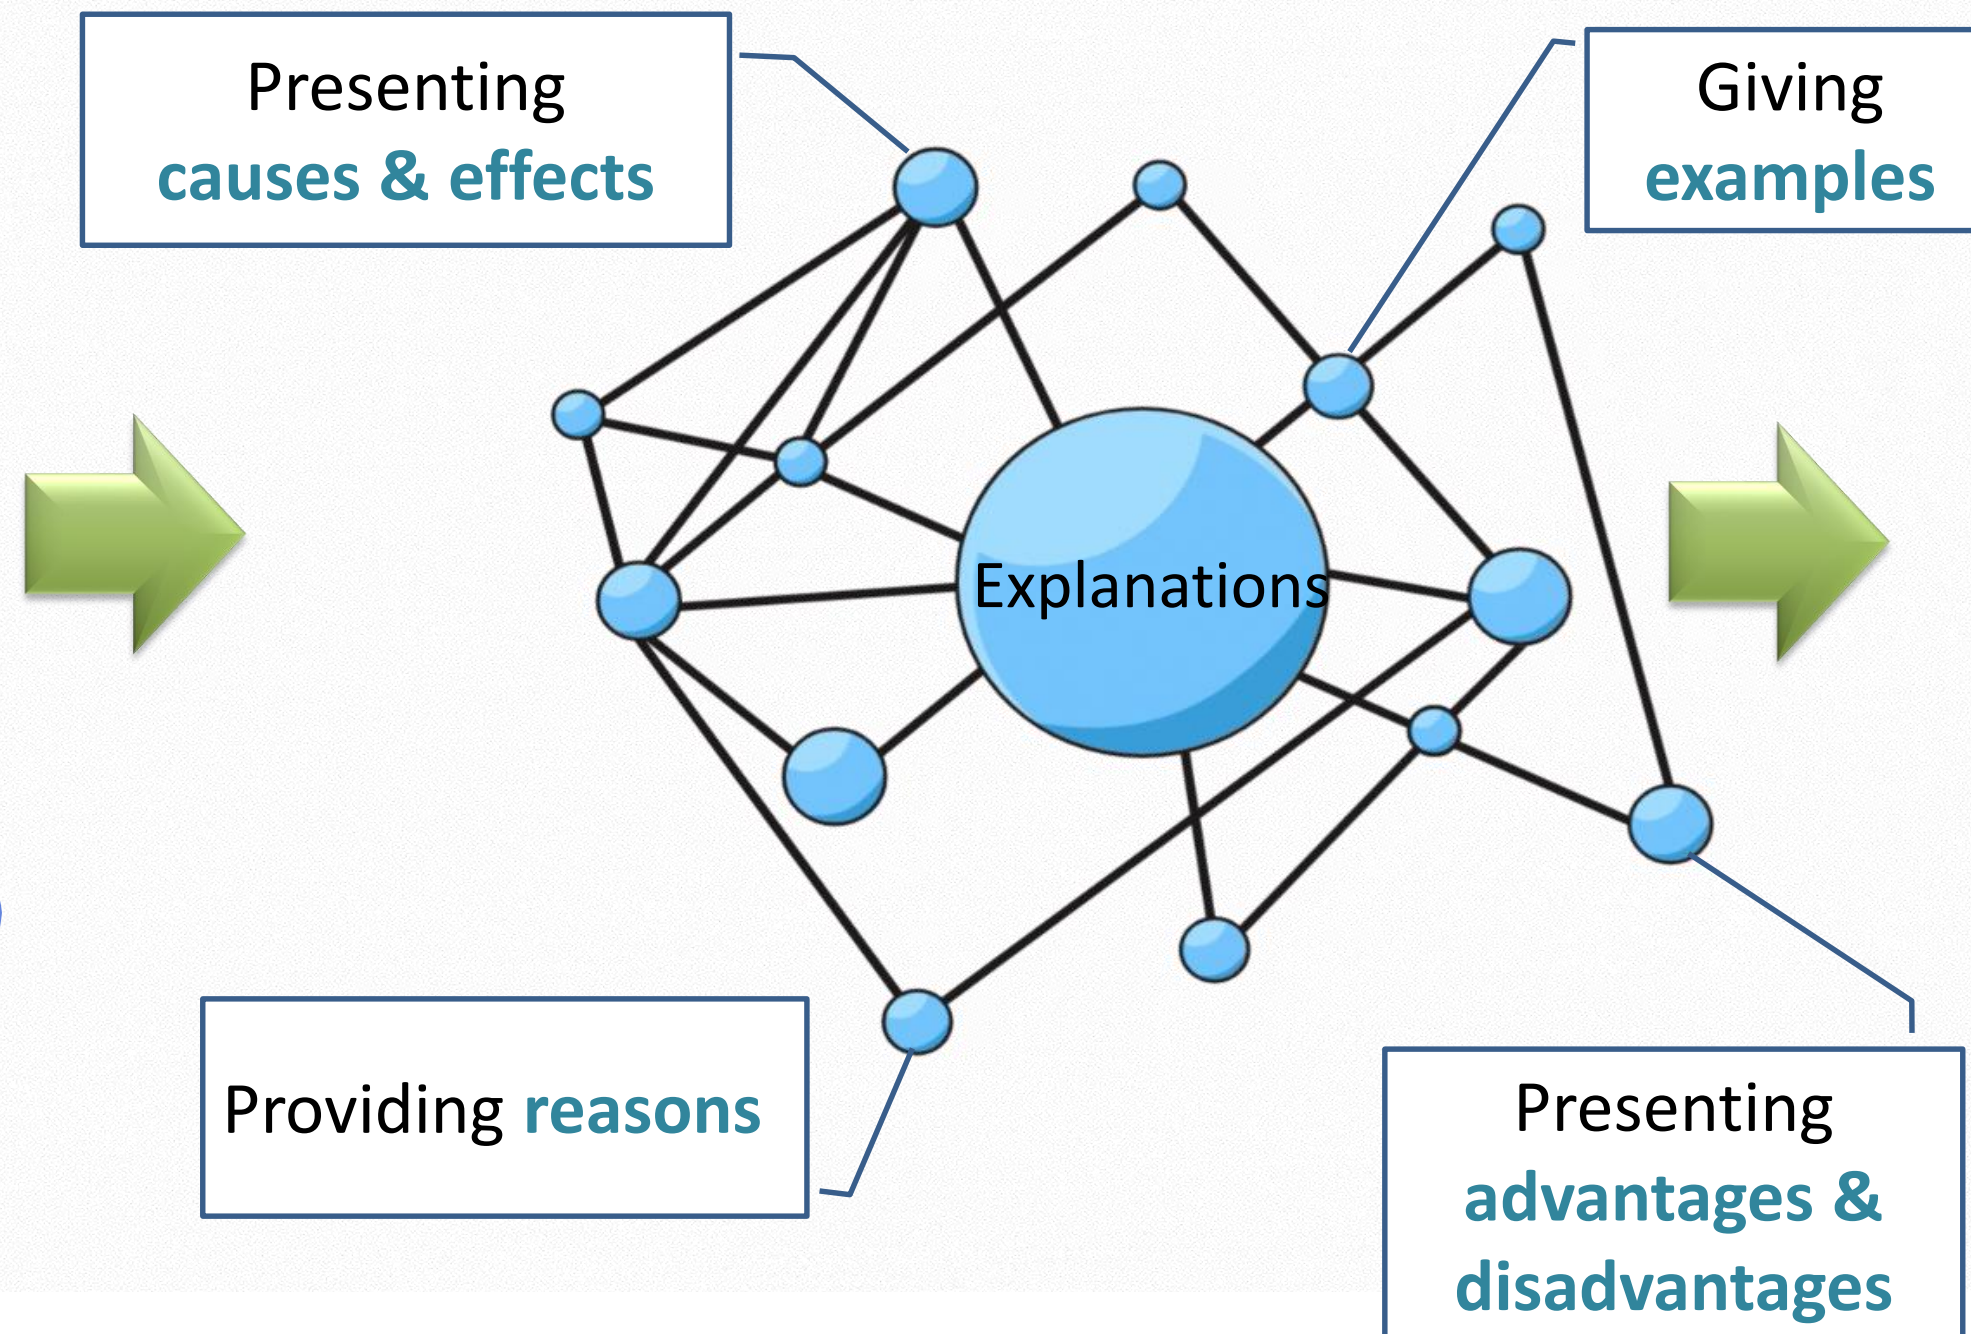 Presenting
causes & effects
Giving
examples
Explanations
Providing reasons
Presenting
advantages &
disadvantages